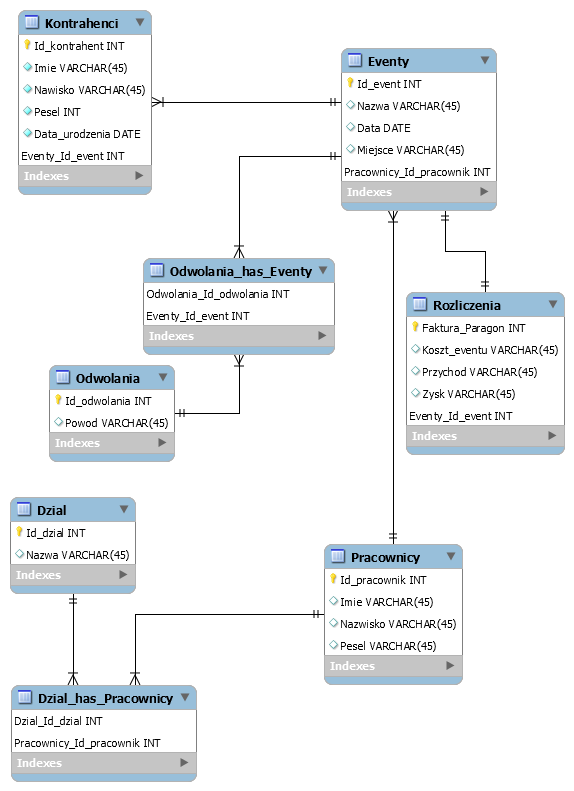 Kontrahenci
Id_kontrahent INT
Imie VARCHAR(45)
Nawisko VARCHAR(45)
Pesel INT
Data_urodzenia DATE
Eventy_Id_event INT
Indexes
Eventy
Id_event INT
Nazwa VARCHAR(45)
Data DATE
Miejsce VARCHAR(45)
Pracownicy_Id_pracownik INT
Indexes
Odwolania_has_Eventy
Odwolania_Id_odwolania INT
Eventy_Id_event INT
Indexes
Rozliczenia
Faktura_Paragon INT
Koszt_eventu VARCHAR(45)
Przychod VARCHAR(45)
Zysk VARCHAR(45)
Eventy_Id_event INT
Indexes
Odwolania
Id_odwolania INT
Powod VARCHAR(45)
Indexes
Dzial
Id_dzial INT
Nazwa VARCHAR(45)
Indexes
Pracownicy
Id_pracownik INT
Imie VARCHAR(45)
Nazwisko VARCHAR(45)
Pesel VARCHAR(45)
Indexes
Dzial_has_Pracownicy
Dzial_Id_dzial INT
Pracownicy_Id_pracownik INT
Indexes